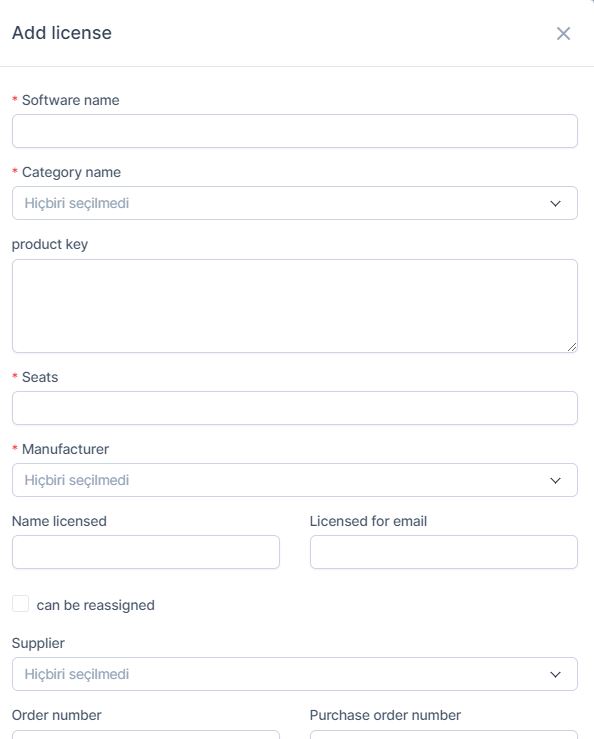 Add license
* Software name
* Category name
Hiçbiri seçilmedi
product key
* Seats
* Manufacturer
Hiçbiri seçilmedi
Name licensed
Licensed for email
can be reassigned
Supplier
Hiçbiri seçilmedi
Order number
Purchase order number